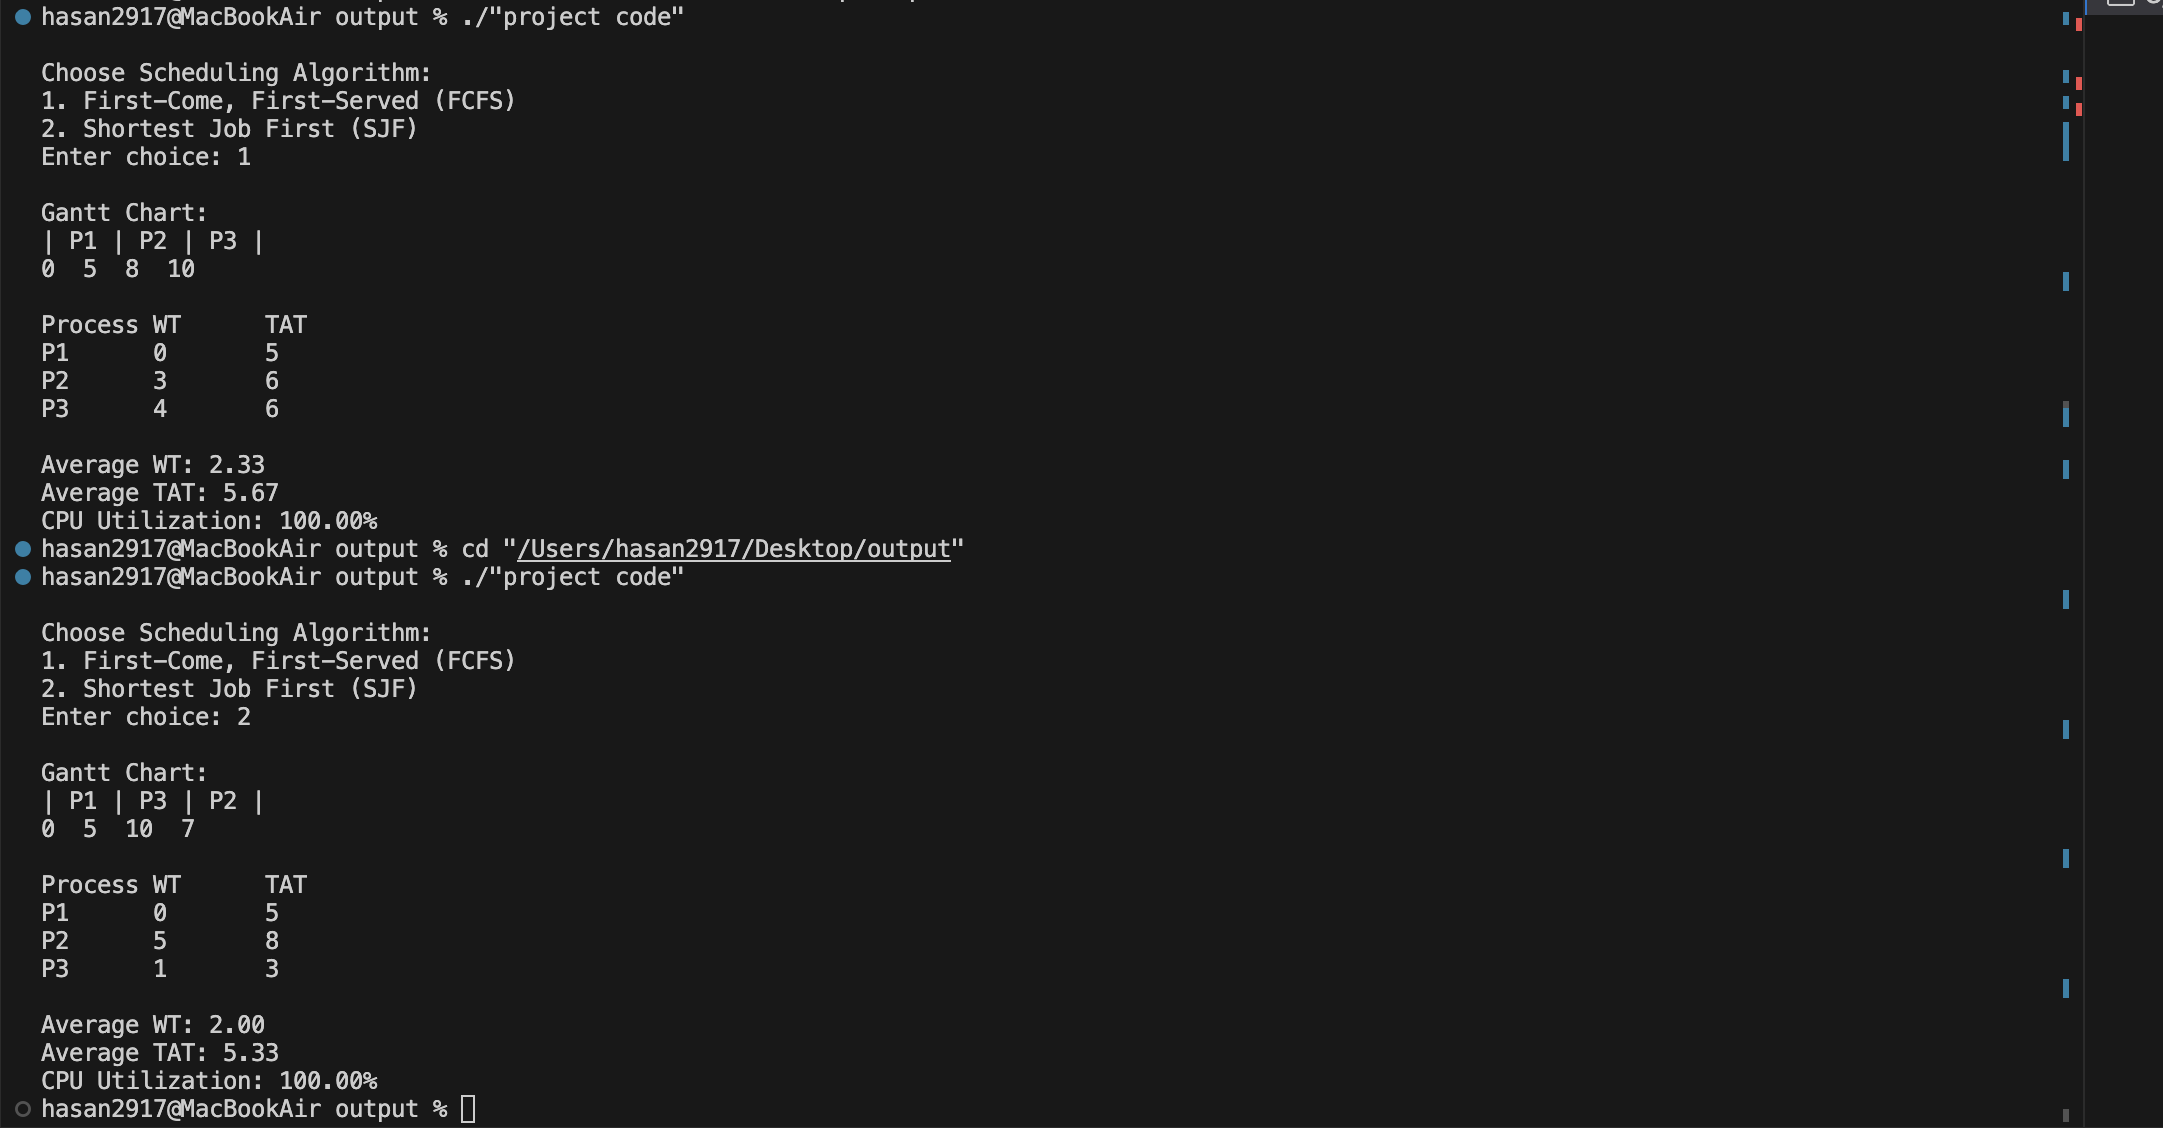 hasan2917@MacBookAir output % ./"project code"
Choose Scheduling Algorithm:
1. First-Come, First-Served (FCFS)
2. Shortest Job First (SJF)
Enter choice: 1
Gantt Chart:
| P1 | P2 | P3 |
0  5  8  10
Process WT      TAT
P1      0       5
P2      3       6
P3      4       6
Average WT: 2.33
Average TAT: 5.67
CPU Utilization: 100.00%
hasan2917@MacBookAir output % cd "/Users/hasan2917/Desktop/output"
hasan2917@MacBookAir output % ./"project code"
Choose Scheduling Algorithm:
1. First-Come, First-Served (FCFS)
2. Shortest Job First (SJF)
Enter choice: 2
Gantt Chart:
| P1 | P3 | P2 |
0  5  10  7
Process WT      TAT
P1      0       5
P2      5       8
P3      1       3
Average WT: 2.00
Average TAT: 5.33
CPU Utilization: 100.00%
hasan2917@MacBookAir output %